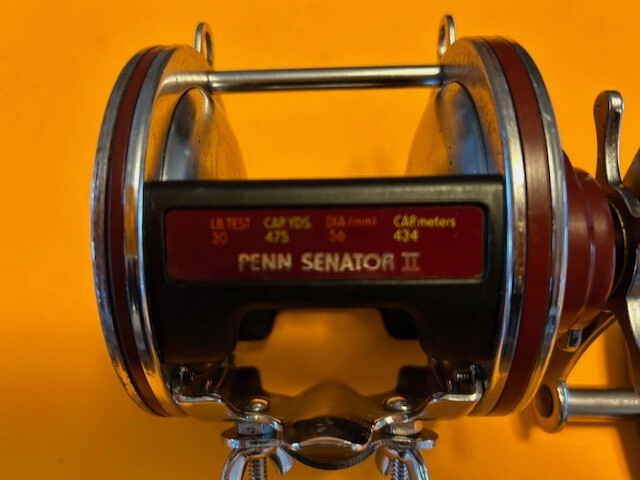 LB.TEST CAP.YDS. DIA.(mm) CAP.meters
30 475 .56 434
PENN SENATOR II